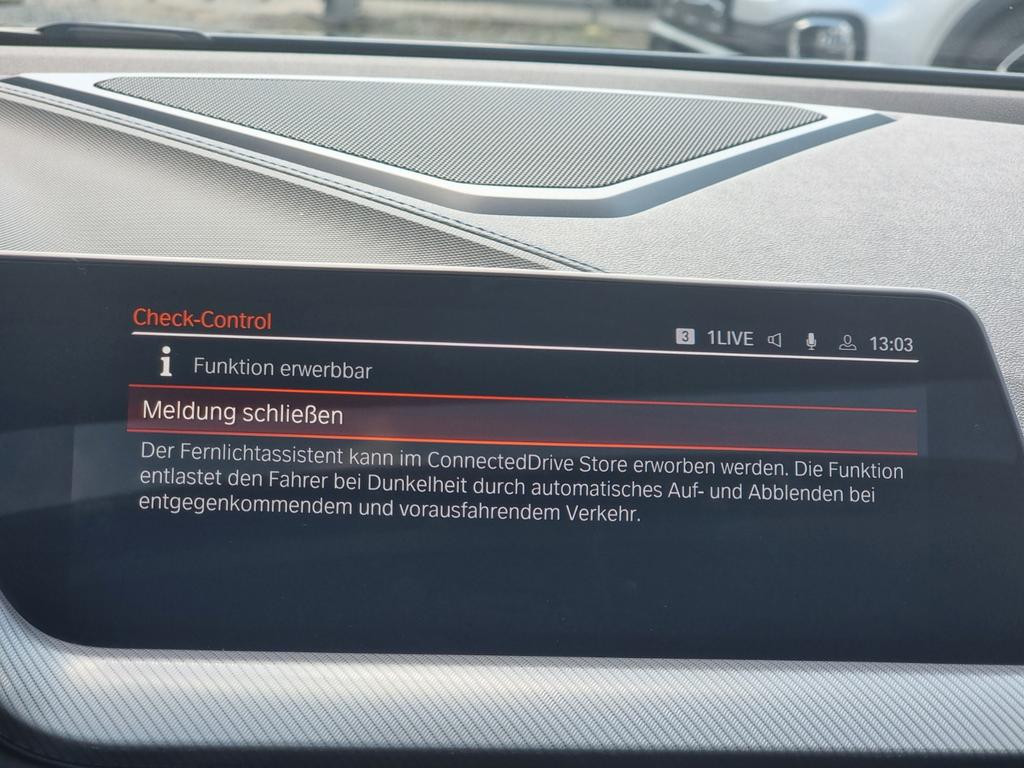 Check-Control
3 1LIVE 13:03
Funktion erwerbbar
Meldung schließen
Der Fernlichtassistent kann im ConnectedDrive Store erworben werden. Die Funktion
entlastet den Fahrer bei Dunkelheit durch automatisches Auf- und Abblenden bei
entgegenkommendem und vorausfahrendem Verkehr.